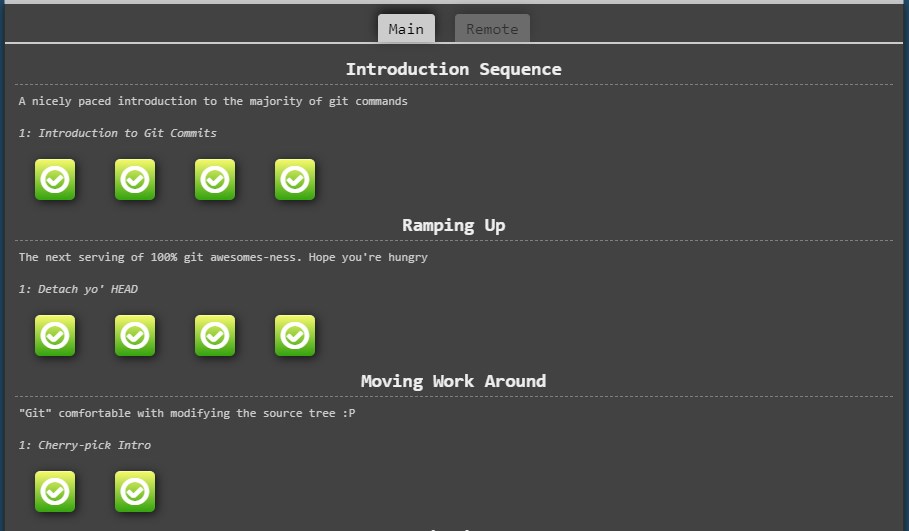 Main Remote
Introduction Sequence
A nicely paced introduction to the majority of git commands
1: Introduction to Git Commits
Ramping Up
The next serving of 100% git awesomes-ness. Hope you're hungry
1: Detach yo' HEAD
Moving Work Around
"Git" comfortable with modifying the source tree :P
1: Cherry-pick Intro